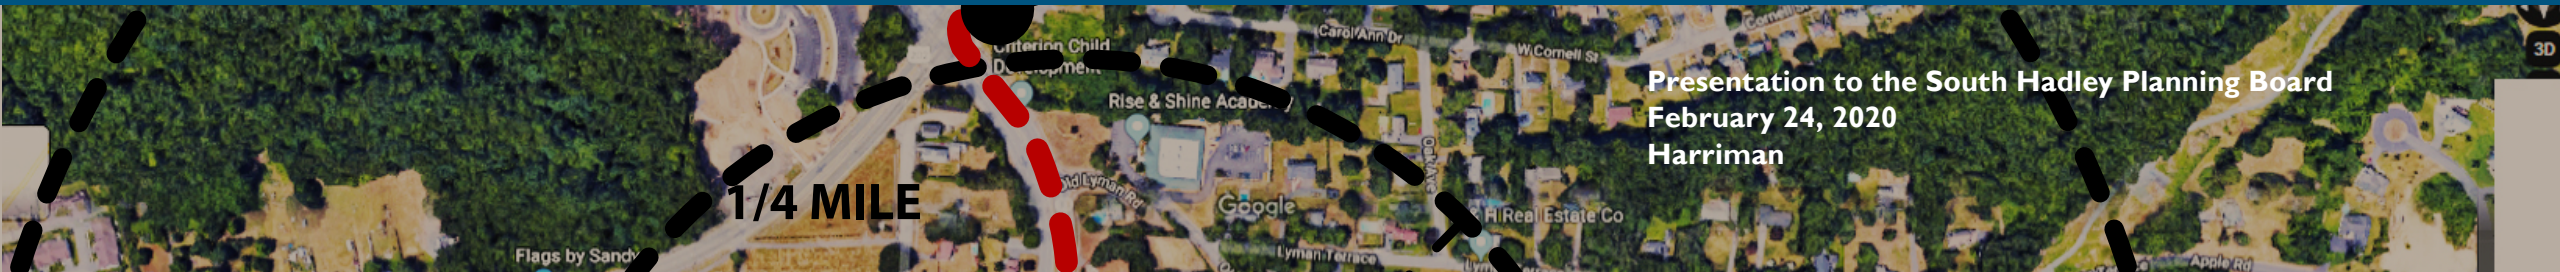 Cornell St
Carol Ann Dr
Criterion Child
Development
W Cornell St
3D
Presentation to the South Hadley Planning Board
February 24, 2020
Harriman
Rise & Shine Academy
Oak Ave
Old Lyman Rd
1/4 MILE
Google
HiReal Estate Co
Flags by Sandy
Lyman Terrace
Apple Rd